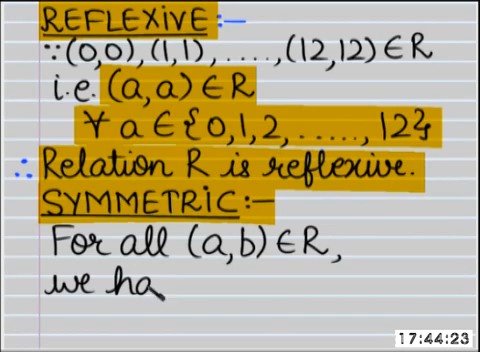 REFLEXIVE :-
∵ (0,0), (1,1), ....., (12,12) ∈ R
i.e. (a,a) ∈ R
∀ a ∈ {0,1,2, ....., 12}
∴ Relation R is reflexive.
SYMMETRIC :-
For all (a,b) ∈ R,
we ha
17:44:23